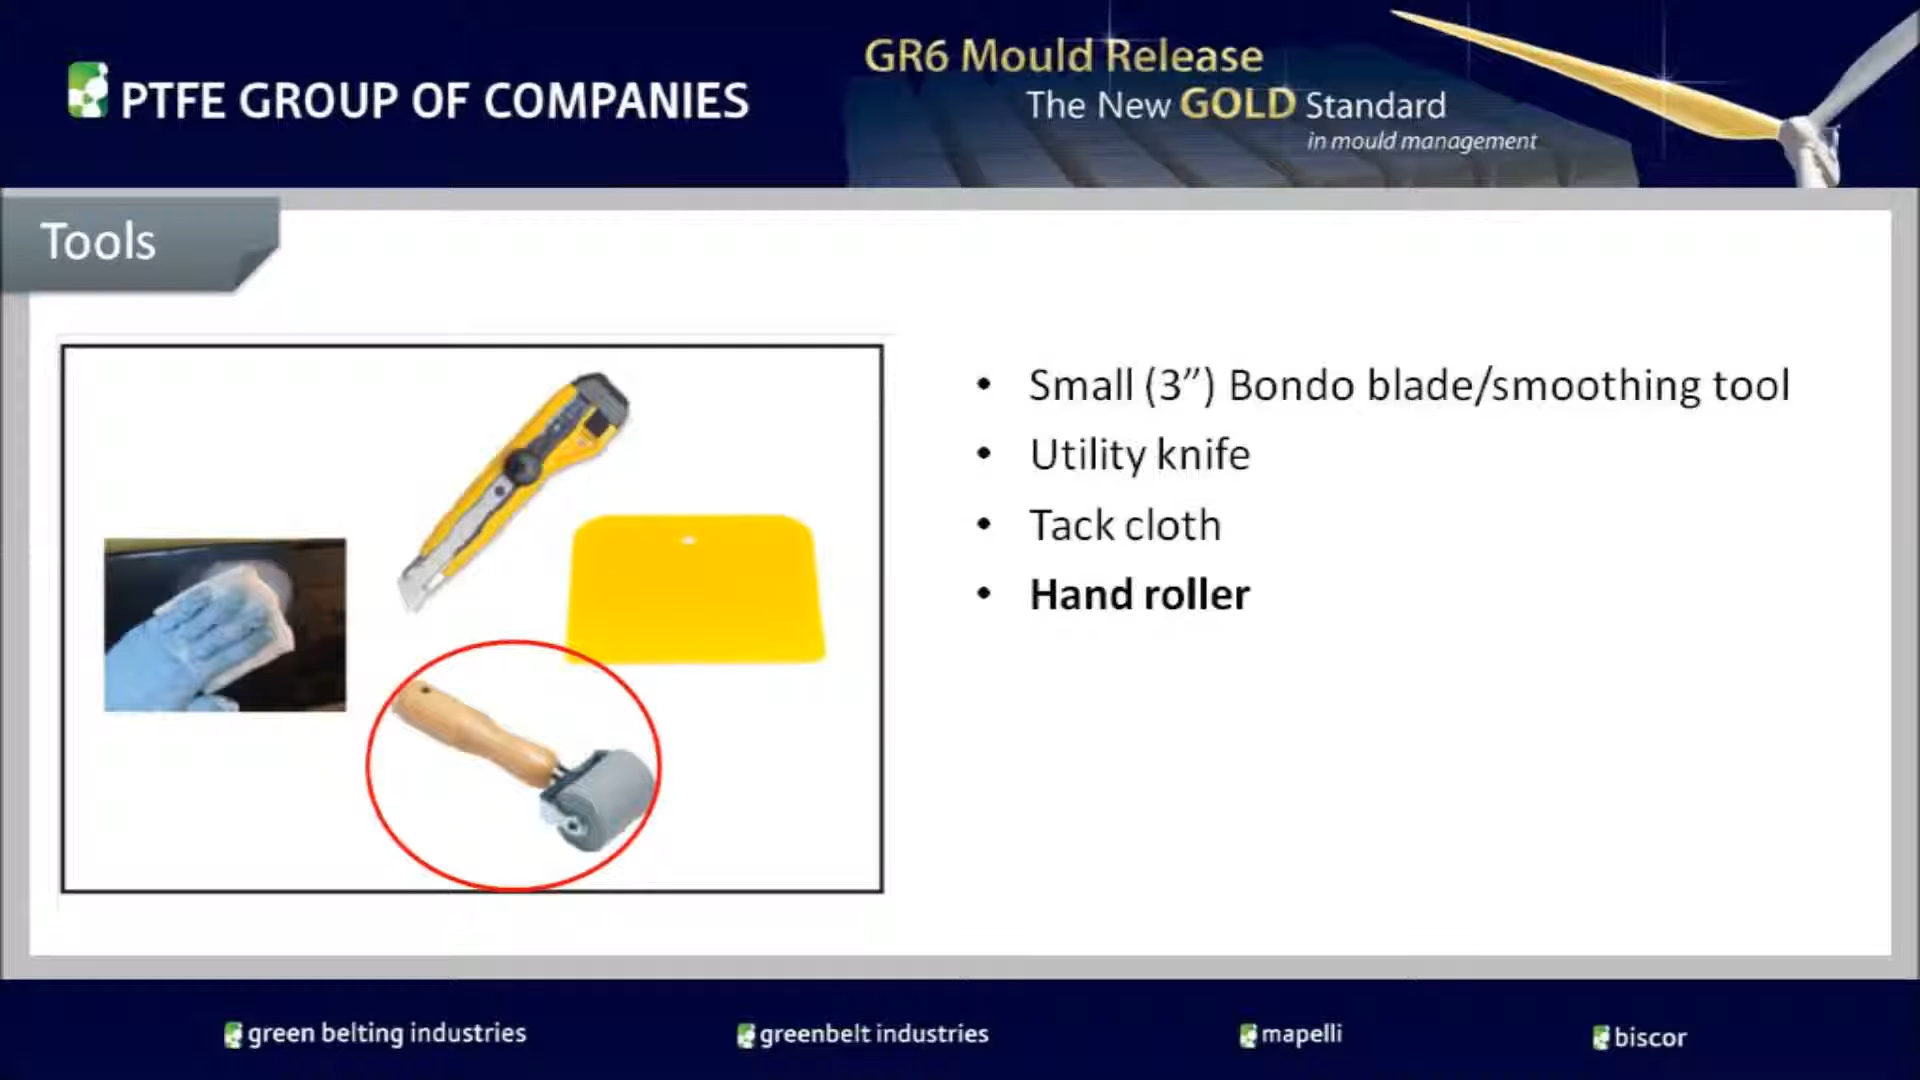 PTFE GROUP OF COMPANIES
GR6 Mould Release
The New GOLD Standard
in mould management
Tools
• Small (3”) Bondo blade/smoothing tool
• Utility knife
• Tack cloth
• Hand roller
green belting industries
greenbelt industries
mapelli
biscor